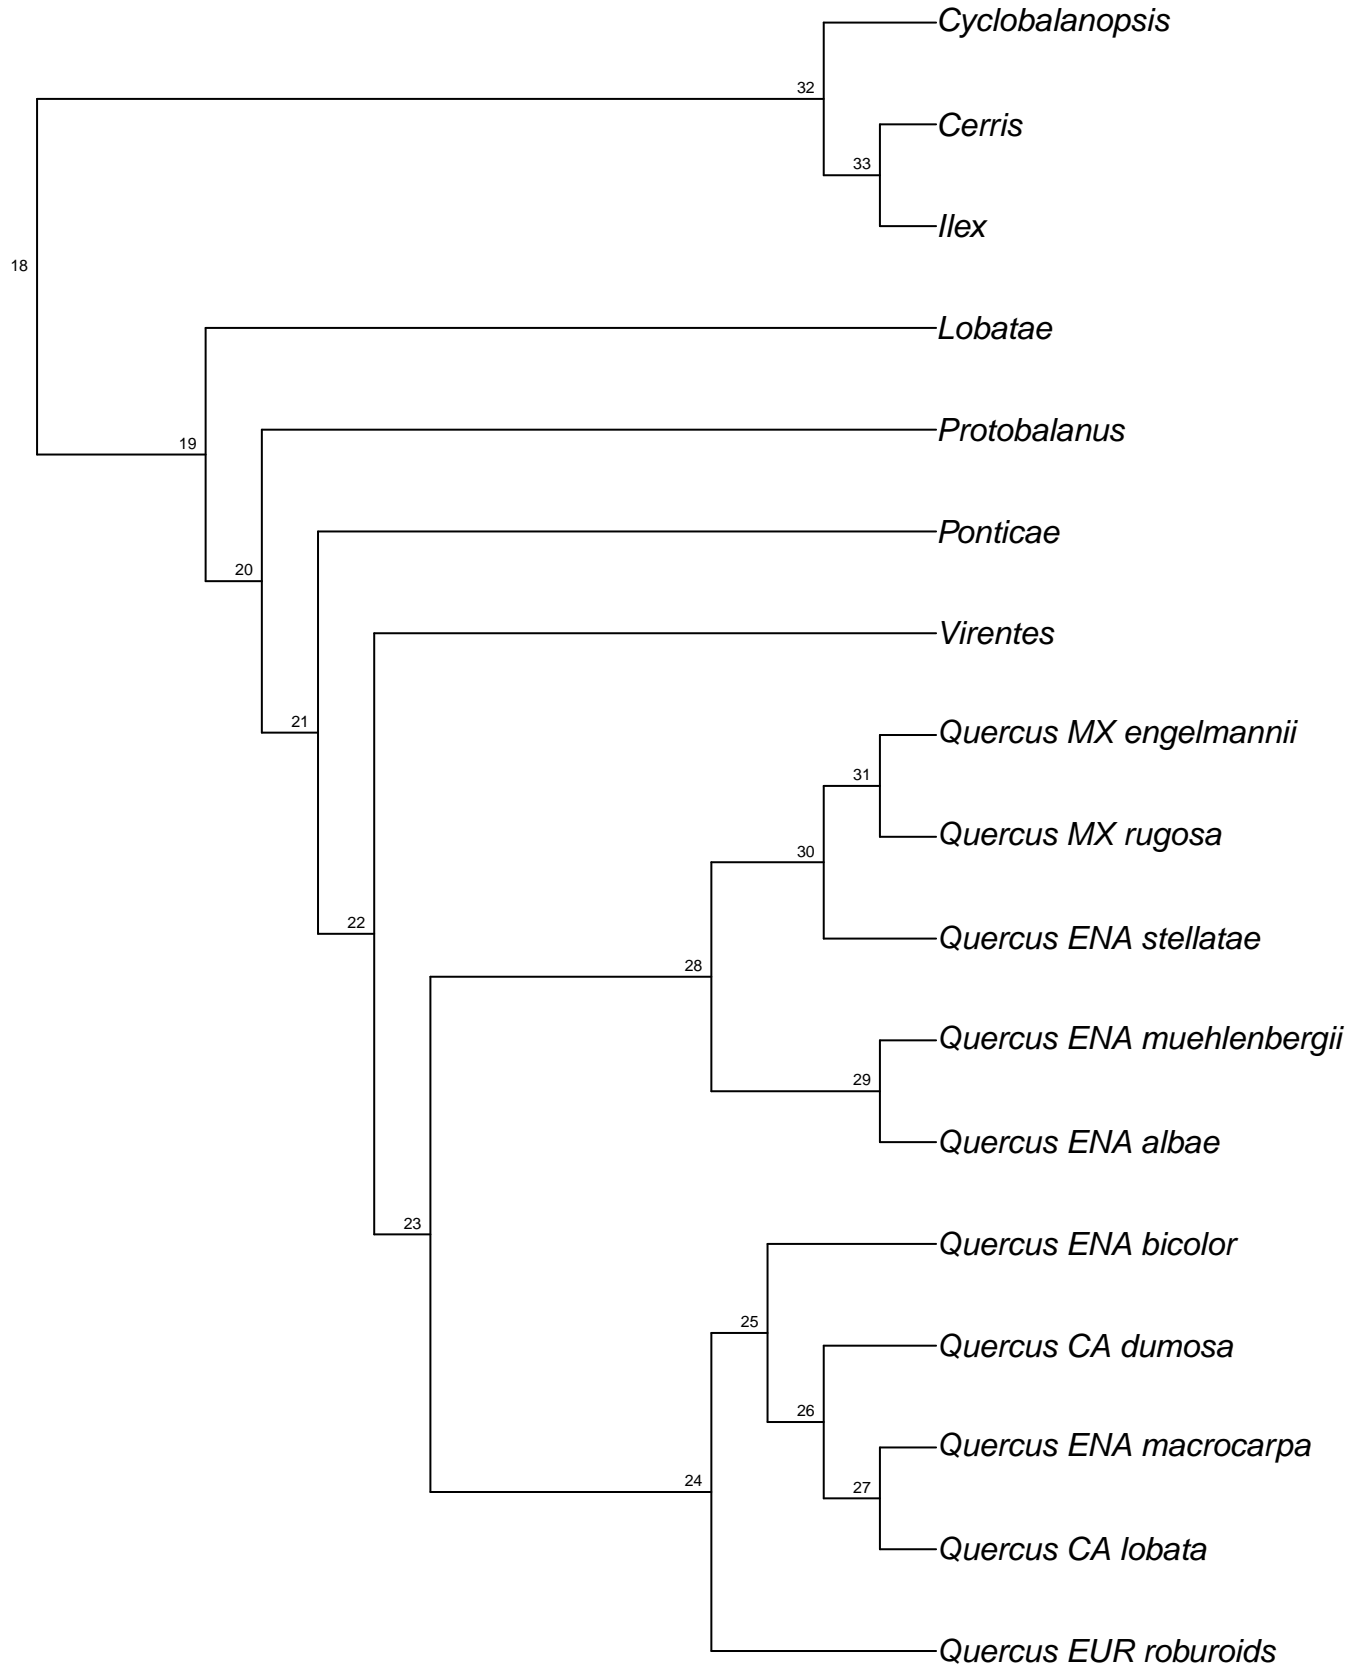 Cyclobalanopsis
32
Cerris
33
Ilex
18
Lobatae
Protobalanus
19
Ponticae
20
Virentes
21
Quercus MX engelmannii
31
Quercus MX rugosa
30
22
Quercus ENA stellatae
28
Quercus ENA muehlenbergii
29
Quercus ENA albae
23
Quercus ENA bicolor
25
Quercus CA dumosa
26
Quercus ENA macrocarpa
24
27
Quercus CA lobata
Quercus EUR roburoids